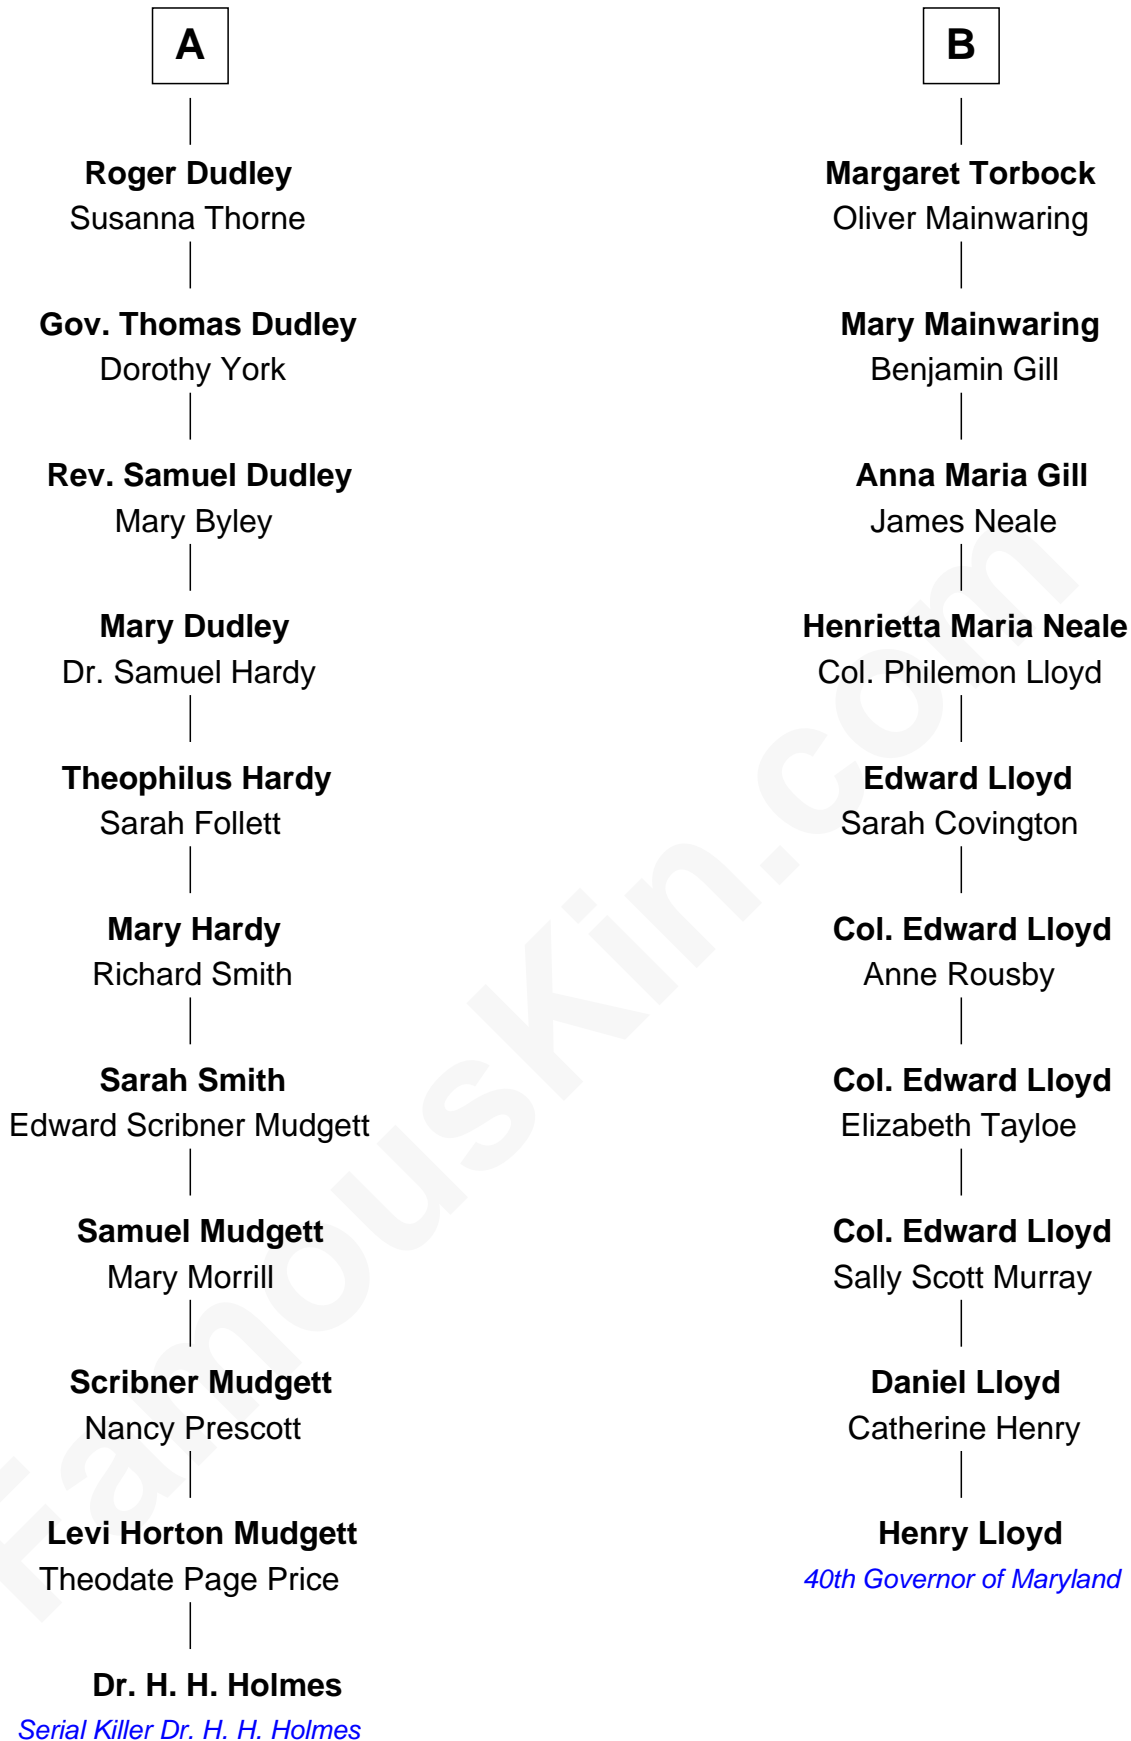 A
Roger Dudley
Susanna Thorne
Gov. Thomas Dudley
Dorothy York
Rev. Samuel Dudley
Mary Byley
Mary Dudley
Dr. Samuel Hardy
Theophilus Hardy
Sarah Follett
Mary Hardy
Richard Smith
Sarah Smith
Edward Scribner Mudgett
Samuel Mudgett
Mary Morrill
Scribner Mudgett
Nancy Prescott
Levi Horton Mudgett
Theodate Page Price
Dr. H. H. Holmes
Serial Killer Dr. H. H. Holmes
B
Margaret Torbock
Oliver Mainwaring
Mary Mainwaring
Benjamin Gill
Anna Maria Gill
James Neale
Henrietta Maria Neale
Col. Philemon Lloyd
Edward Lloyd
Sarah Covington
Col. Edward Lloyd
Anne Rousby
Col. Edward Lloyd
Elizabeth Tayloe
Col. Edward Lloyd
Sally Scott Murray
Daniel Lloyd
Catherine Henry
Henry Lloyd
40th Governor of Maryland
FamousKin.com